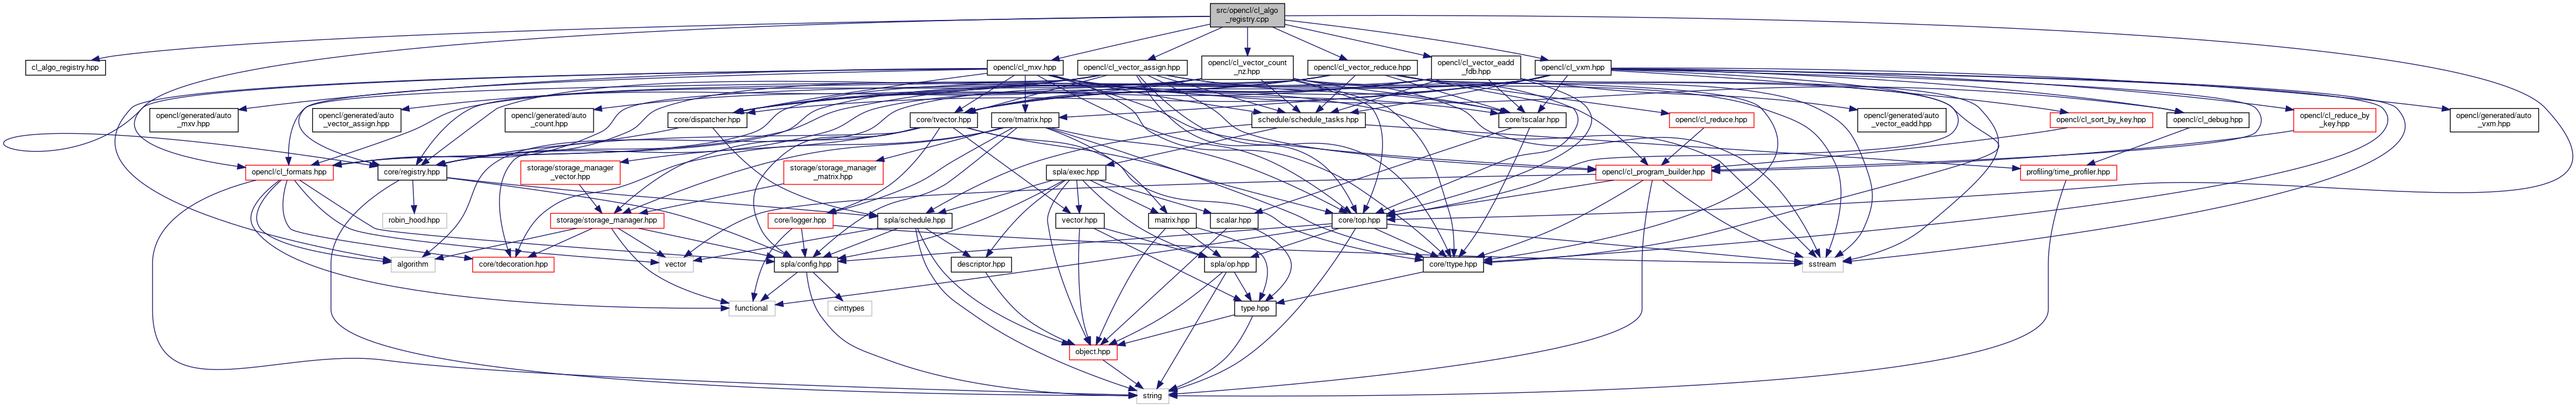 src/opencl/cl_algo
_registry.cpp
cl_algo_registry.hpp
opencl/cl_mxv.hpp
opencl/cl_vector_assign.hpp
opencl/cl_vector_count
_nz.hpp
opencl/cl_vector_reduce.hpp
opencl/cl_vector_eadd
_fdb.hpp
opencl/cl_vxm.hpp
opencl/generated/auto
_mxv.hpp
opencl/generated/auto
_vector_assign.hpp
opencl/generated/auto
_count.hpp
core/dispatcher.hpp
core/tvector.hpp
core/tmatrix.hpp
schedule/schedule_tasks.hpp
core/tscalar.hpp
opencl/cl_reduce.hpp
opencl/generated/auto
_vector_eadd.hpp
opencl/cl_sort_by_key.hpp
opencl/cl_debug.hpp
opencl/cl_reduce_by
_key.hpp
opencl/generated/auto
_vxm.hpp
opencl/cl_formats.hpp
core/registry.hpp
storage/storage_manager
_vector.hpp
storage/storage_manager
_matrix.hpp
spla/exec.hpp
opencl/cl_program_builder.hpp
profiling/time_profiler.hpp
robin_hood.hpp
storage/storage_manager.hpp
core/logger.hpp
spla/schedule.hpp
vector.hpp
matrix.hpp
scalar.hpp
core/top.hpp
algorithm
core/tdecoration.hpp
vector
spla/config.hpp
descriptor.hpp
spla/op.hpp
core/ttype.hpp
sstream
functional
cinttypes
type.hpp
object.hpp
string